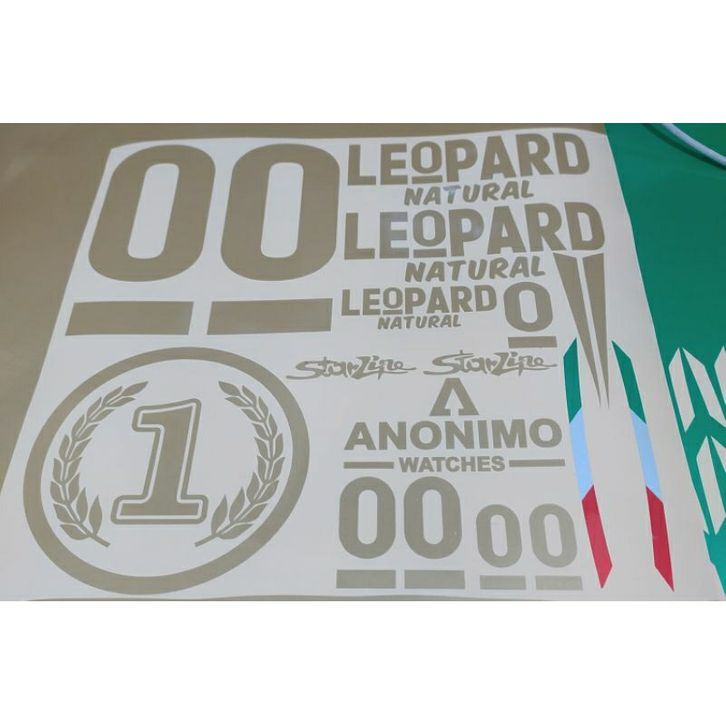 00
LEOPARD
NATURAL
LEOPARD
NATURAL
LEOPARD
NATURAL
0
StarLine StarLine
ANONIMO
WATCHES
1
00 00